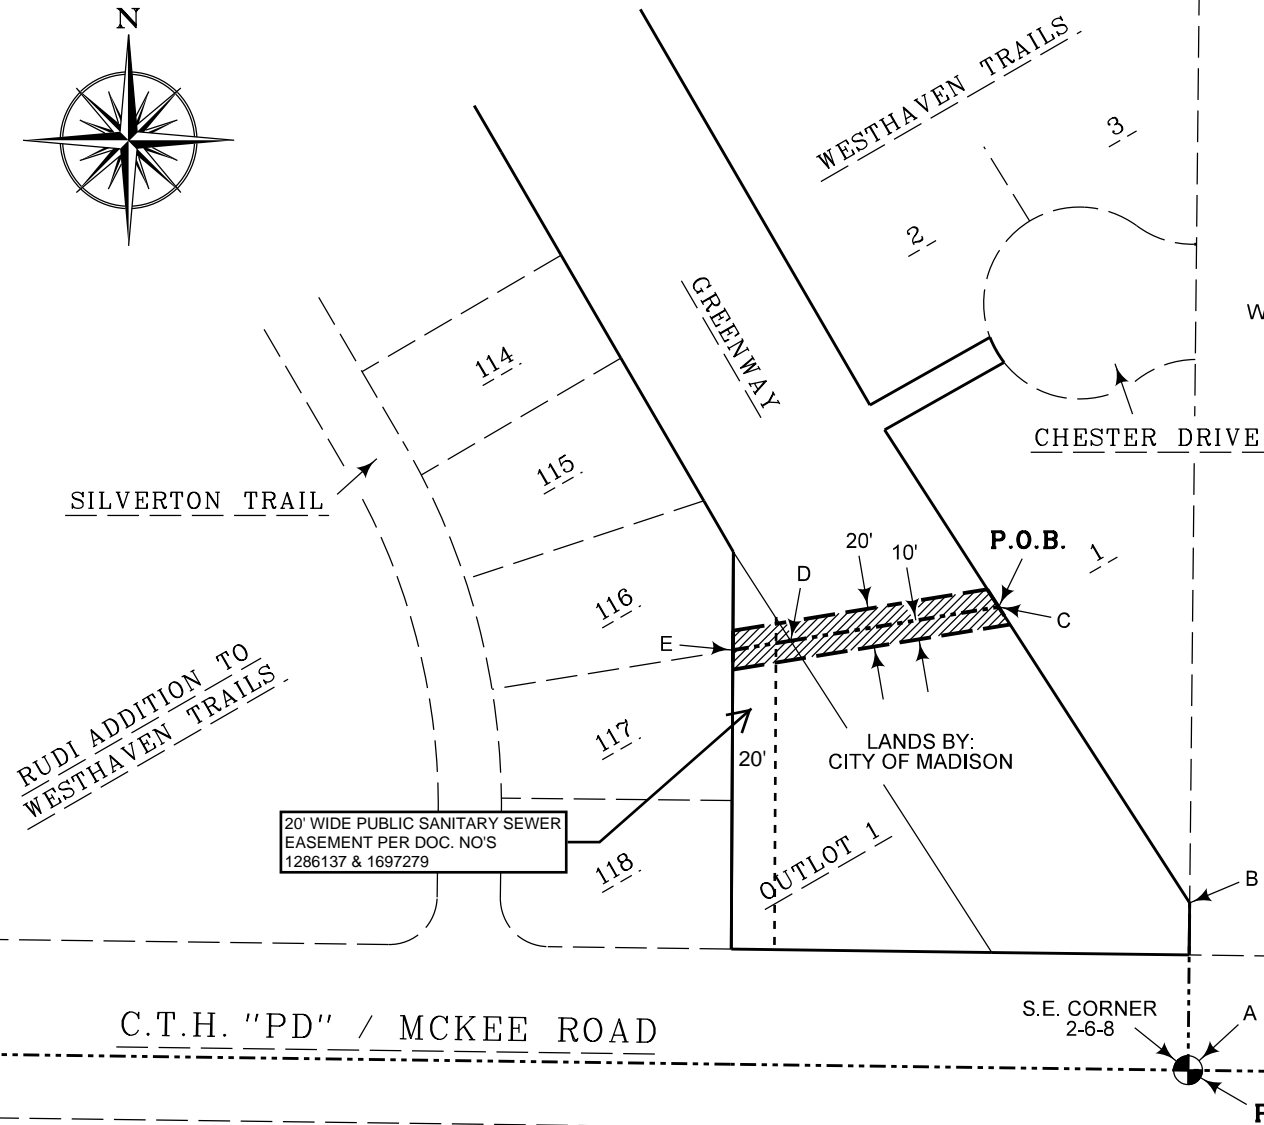 N
WESTHAVEN TRAILS
3
2
W
GREENWAY
114
CHESTER DRIVE
115
SILVERTON TRAIL
P.O.B.
20'
10'
1
D
116
C
E
RUDI ADDITION TO
WESTHAVEN TRAILS
117
LANDS BY:
CITY OF MADISON
20'
20' WIDE PUBLIC SANITARY SEWER
EASEMENT PER DOC. NO'S
1286137 & 1697279
118
OUTLOT 1
B
S.E. CORNER
2-6-8
A
C.T.H. "PD" / MCKEE ROAD